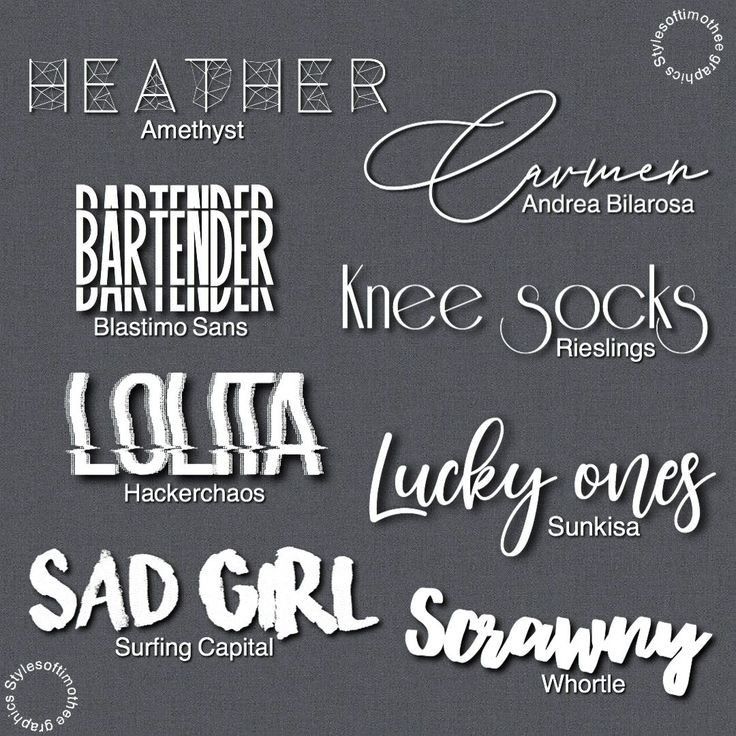 Stylesoftimothee graphics
HEATHER
Amethyst
Carmen
Andrea Bilarosa
BARTENDER
Blastimo Sans
Knee socks
Rieslings
LOLITA
Hackerchaos
Lucky ones
Sunkisa
SAD GIRL
Surfing Capital
Scrawny
Whortle
Stylesoftimothee graphics